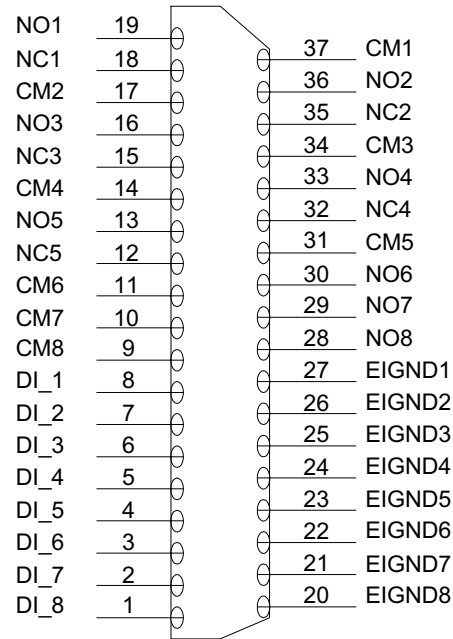 NO1 19
NC1 18
CM2 17
NO3 16
NC3 15
CM4 14
NO5 13
NC5 12
CM6 11
CM7 10
CM8 9
DI_1 8
DI_2 7
DI_3 6
DI_4 5
DI_5 4
DI_6 3
DI_7 2
DI_8 1
37 CM1
36 NO2
35 NC2
34 CM3
33 NO4
32 NC4
31 CM5
30 NO6
29 NO7
28 NO8
27 EIGND1
26 EIGND2
25 EIGND3
24 EIGND4
23 EIGND5
22 EIGND6
21 EIGND7
20 EIGND8